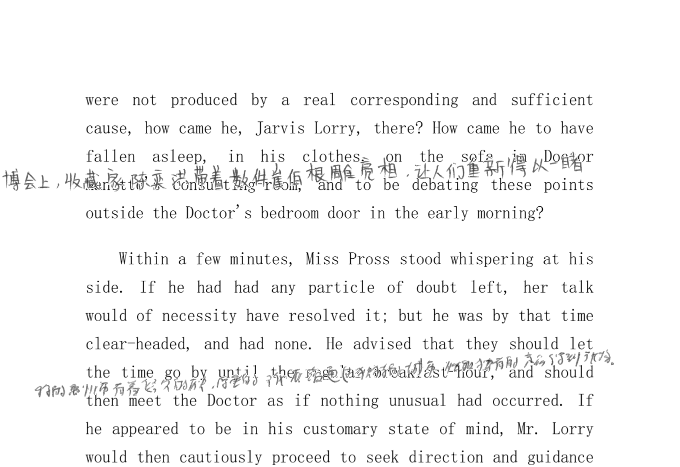 were not produced by a real corresponding and sufficient
cause, how came he, Jarvis Lorry, there? How came he to have
fallen asleep, in his clothes, on the sofa in Doctor
博会上，收藏家陈奕洪带着数件崖佰根雕亮相，让人们重新得以一睹
Manette's consulting-room, and to be debating these points
outside the Doctor's bedroom door in the early morning?
Within a few minutes, Miss Pross stood whispering at his
side. If he had had any particle of doubt left, her talk
would of necessity have resolved it; but he was by that time
clear-headed, and had none. He advised that they should let
the time go by until the regular breakfast-hour, and should
then meet the Doctor as if nothing unusual had occurred. If
he appeared to be in his customary state of mind, Mr. Lorry
would then cautiously proceed to seek direction and guidance